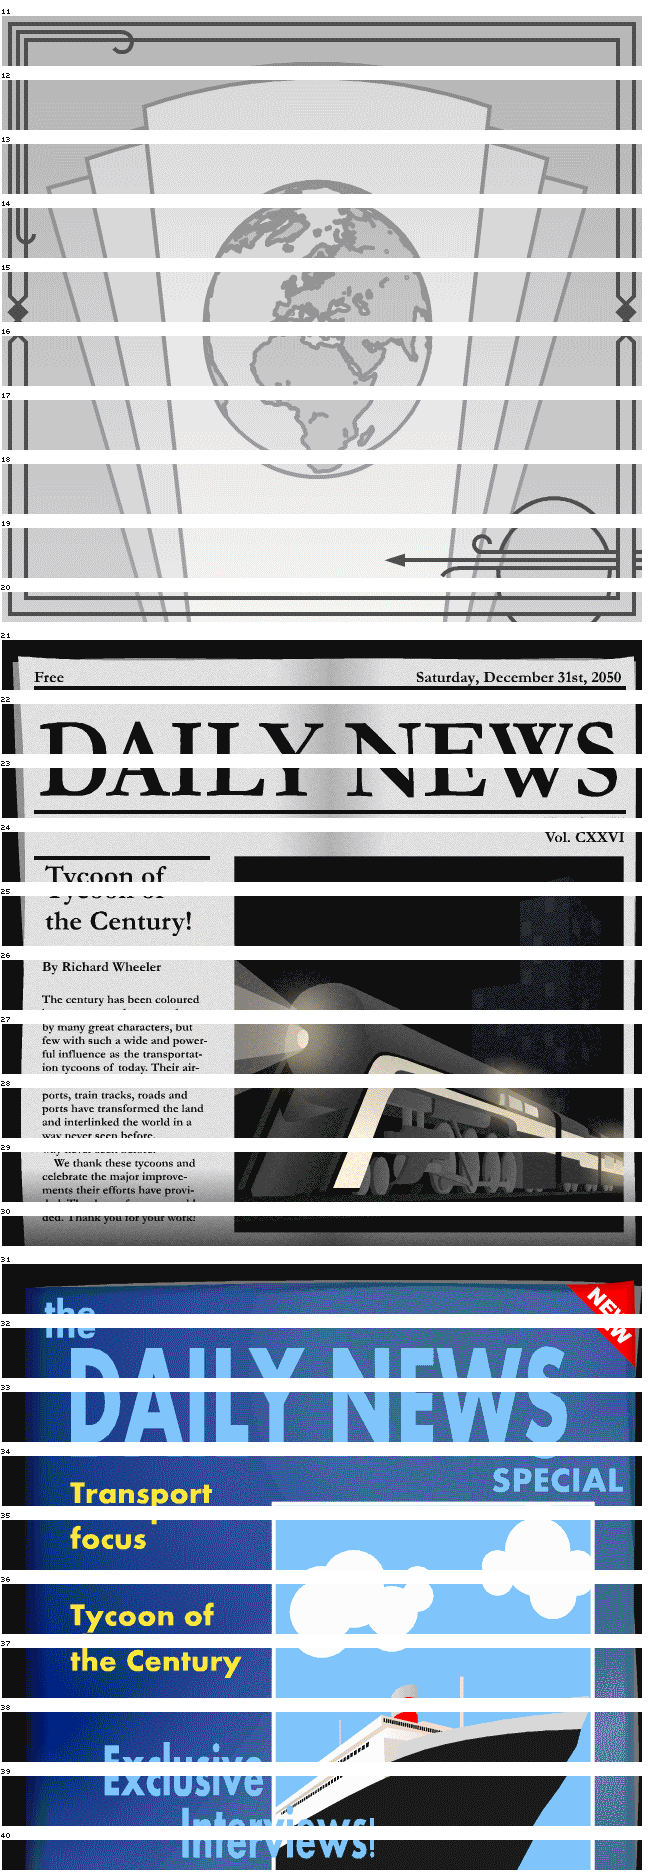 11
12
13
14
15
16
17
18
19
20
21
Free
Saturday, December 31st, 2050
22
DAILY NEWS
23
24
Vol. CXXVI
Tycoon of
25
the Century!
26
By Richard Wheeler
The century has been coloured
27
by many great characters, but
few with such a wide and power-
ful influence as the transportat-
ion tycoons of today. Their air-
28
ports, train tracks, roads and
ports have transformed the land
and interlinked the world in a
way never seen before.
29
We thank these tycoons and
celebrate the major improve-
ments their efforts have provi-
30
ded. Thank you for your work!
31
the
NEW
32
DAILY NEWS
33
34
SPECIAL
Transport
35
focus
36
Tycoon of
37
the Century
38
Exclusive
39
Interviews!
40